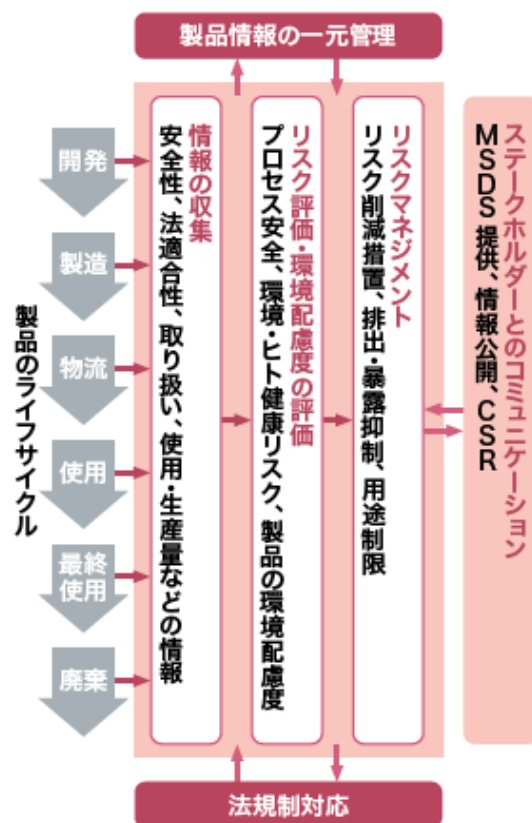 製品情報の一元管理
製品のライフサイクル
開発
製造
物流
使用
最終
使用
廃棄
情報の収集
安全性、法適合性、取り扱い、使用・生産量などの情報
リスク評価・環境配慮度の評価
プロセス安全、環境・ヒト健康リスク、製品の環境配慮度
リスクマネジメント
リスク削減措置、排出・暴露抑制、用途制限
ステークホルダーとのコミュニケーション
MSDS提供、情報公開、CSR
法規制対応